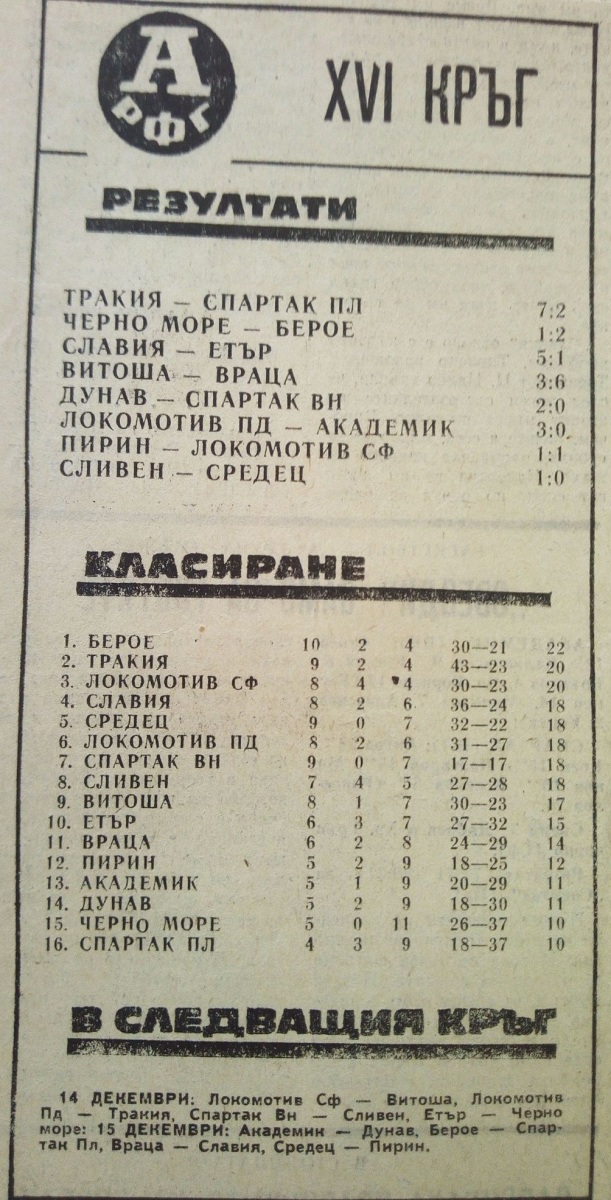 А
РФГ
XVI КРЪГ
РЕЗУЛТАТИ
ТРАКИЯ — СПАРТАК ПЛ 7:2
ЧЕРНО МОРЕ — БЕРОЕ 1:2
СЛАВИЯ — ЕТЪР 5:1
ВИТОША — ВРАЦА 3:6
ДУНАВ — СПАРТАК ВН 2:0
ЛОКОМОТИВ ПД — АКАДЕМИК 3:0
ПИРИН — ЛОКОМОТИВ СФ 1:1
СЛИВЕН — СРЕДЕЦ 1:0
КЛАСИРАНЕ
1. БЕРОЕ 10 2 4 30—21 22
2. ТРАКИЯ 9 2 4 43—23 20
3. ЛОКОМОТИВ СФ 8 4 4 30—23 20
4. СЛАВИЯ 8 2 6 36—24 18
5. СРЕДЕЦ 9 0 7 32—22 18
6. ЛОКОМОТИВ ПД 8 2 6 31—27 18
7. СПАРТАК ВН 9 0 7 17—17 18
8. СЛИВЕН 7 4 5 27—28 18
9. ВИТОША 8 1 7 30—23 17
10. ЕТЪР 6 3 7 27—32 15
11. ВРАЦА 6 2 8 24—29 14
12. ПИРИН 5 2 9 18—25 12
13. АКАДЕМИК 5 1 9 20—29 11
14. ДУНАВ 5 2 9 18—30 11
15. ЧЕРНО МОРЕ 5 0 11 26—37 10
16. СПАРТАК ПЛ 4 3 9 18—37 10
В СЛЕДВАЩИЯ КРЪГ
14 ДЕКЕМВРИ: Локомотив Сф — Витоша, Локомотив
Пд — Тракия, Спартак Вн — Сливен, Етър — Черно
море: 15 ДЕКЕМВРИ: Академик — Дунав, Берое — Спар-
так Пл, Враца — Славия, Средец — Пирин.